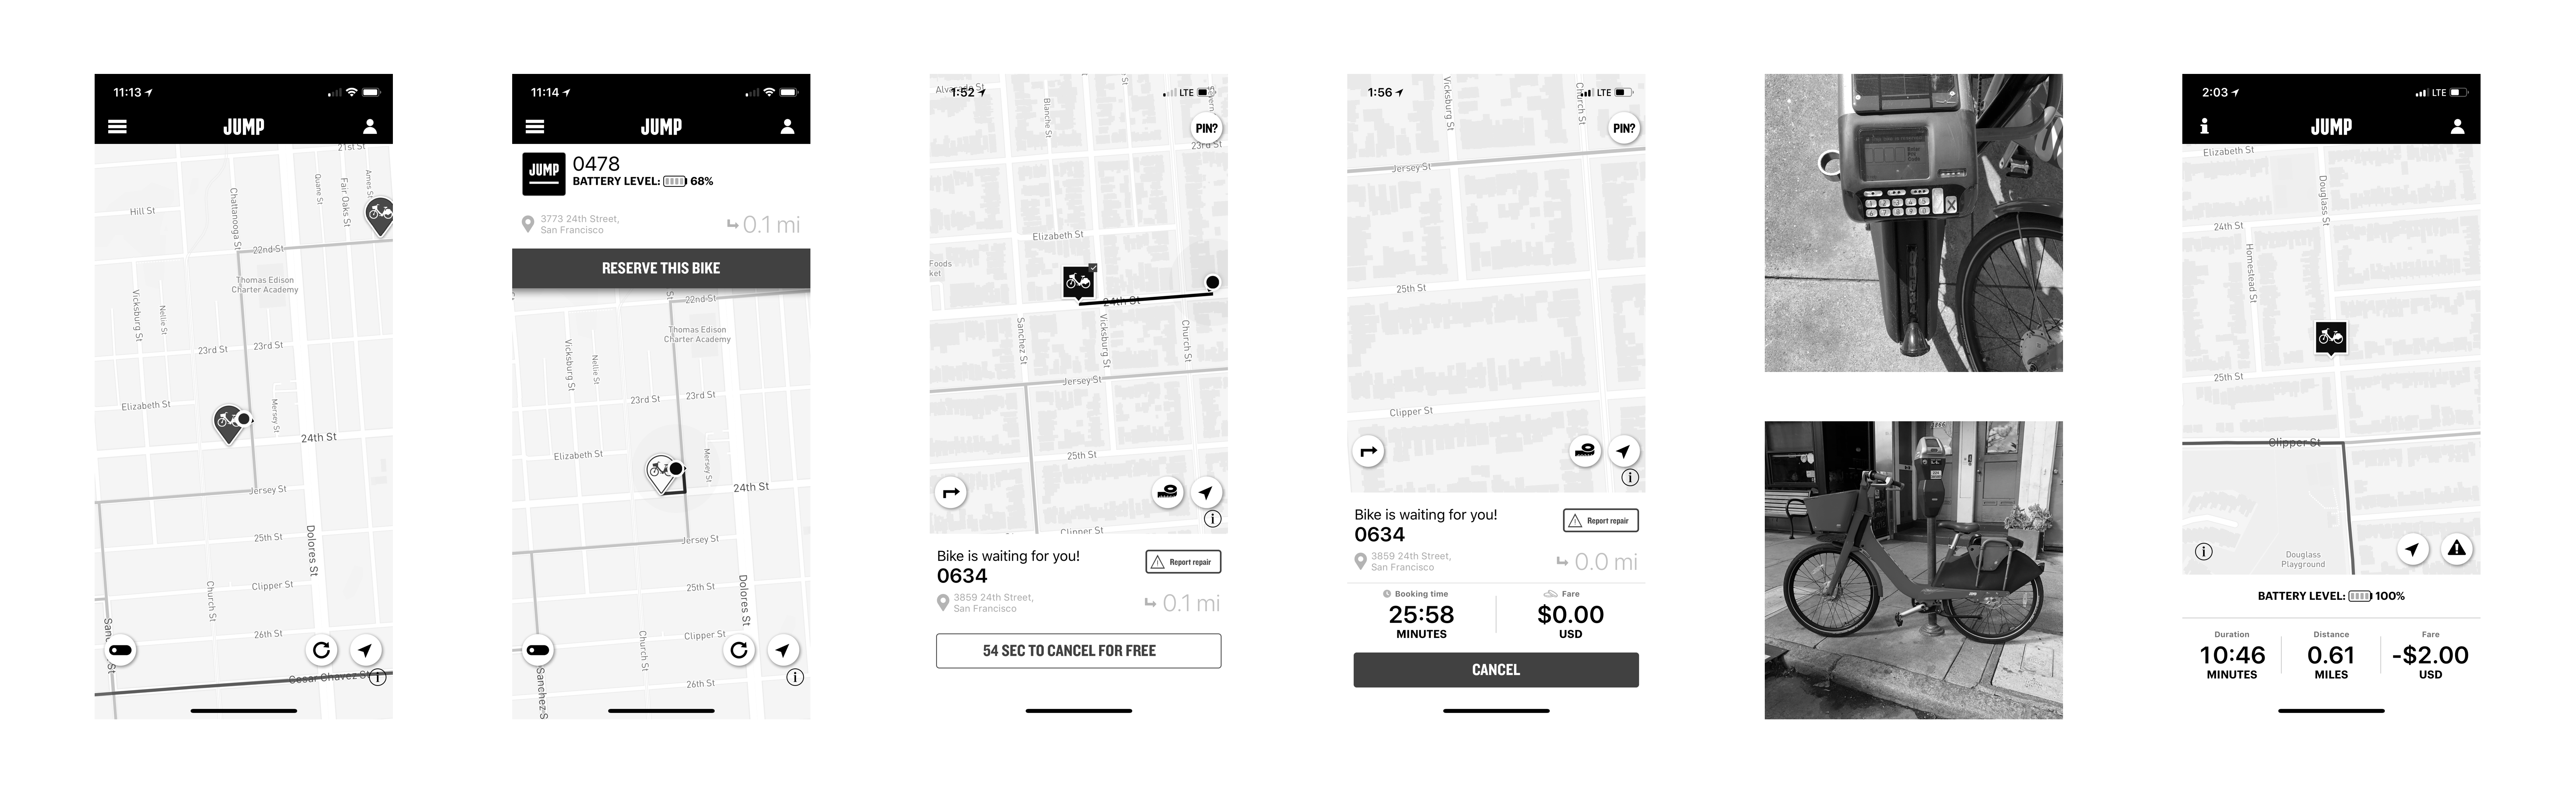 11:13
JUMP
21st St
Quane St
Fair Oaks St
Ames St
Chattanooga St
Hill St
22nd St
Thomas Edison
Charter Academy
Vicksburg St
Nellie St
23rd St
23rd St
Elizabeth St
Mersey St
24th St
Jersey St
Dolores St
25th St
Church St
Clipper St
26th St
Cesar Chavez St
11:14
JUMP
JUMP
0478
BATTERY LEVEL: 68%
3773 24th Street,
San Francisco
0.1 mi
RESERVE THIS BIKE
22nd St
Thomas Edison
Charter Academy
Vicksburg St
Nellie St
23rd St
23rd St
Elizabeth St
Mersey St
24th St
Jersey St
25th St
Dolores St
Church St
Clipper St
26th St
Sanchez S
1:52
LTE
PIN?
Blanche St
23rd St
Elizabeth St
Foods
ket
24th St
Sanchez St
Vicksburg St
Church St
Jersey St
25th St
Clipper St
Bike is waiting for you!
0634
Report repair
3859 24th Street,
San Francisco
0.1 mi
54 SEC TO CANCEL FOR FREE
1:56
LTE
PIN?
Vicksburg St
Church St
Jersey St
25th St
Clipper St
Bike is waiting for you!
0634
Report repair
3859 24th Street,
San Francisco
0.0 mi
Booking time
25:58
MINUTES
Fare
$0.00
USD
CANCEL
2:03
LTE
JUMP
Elizabeth St
Douglass St
24th St
Homestead St
25th St
Clipper St
Douglass
Playground
BATTERY LEVEL: 100%
Duration
10:46
MINUTES
Distance
0.61
MILES
Fare
-$2.00
USD